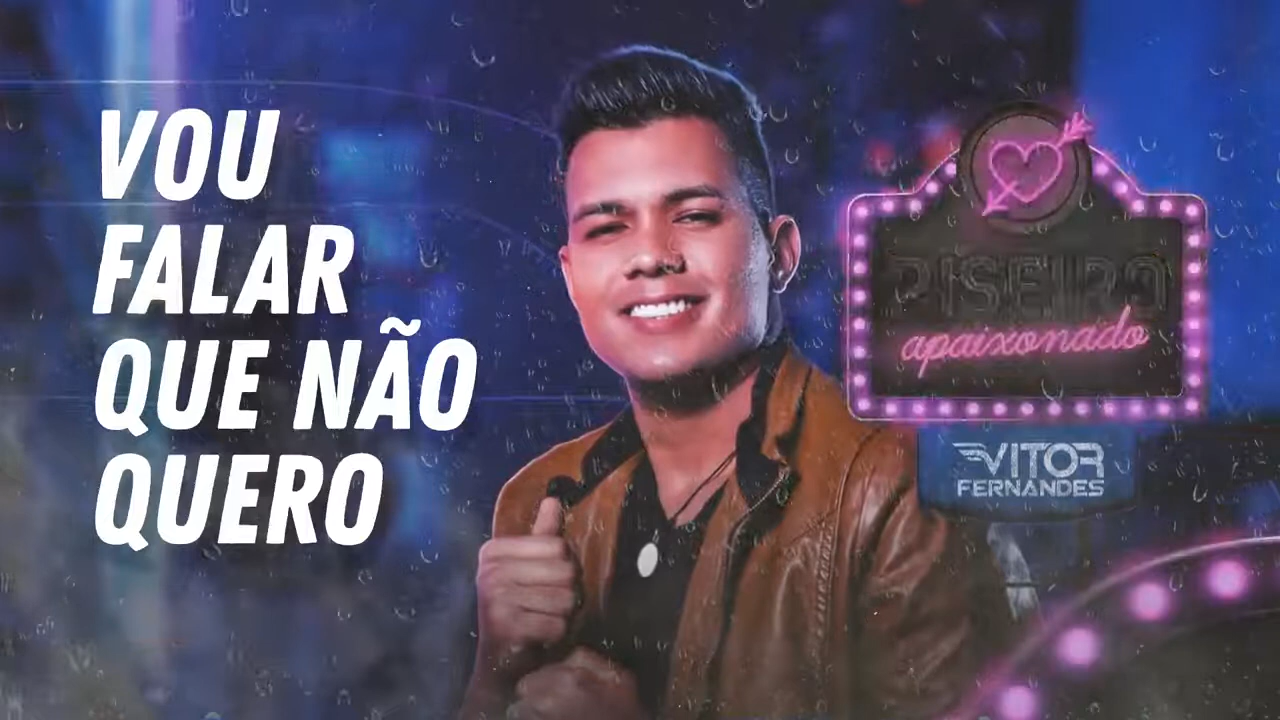 VOU
FALAR
QUE NÃO
QUERO
PISEIRO
apaixonado
VITOR
FERNANDES